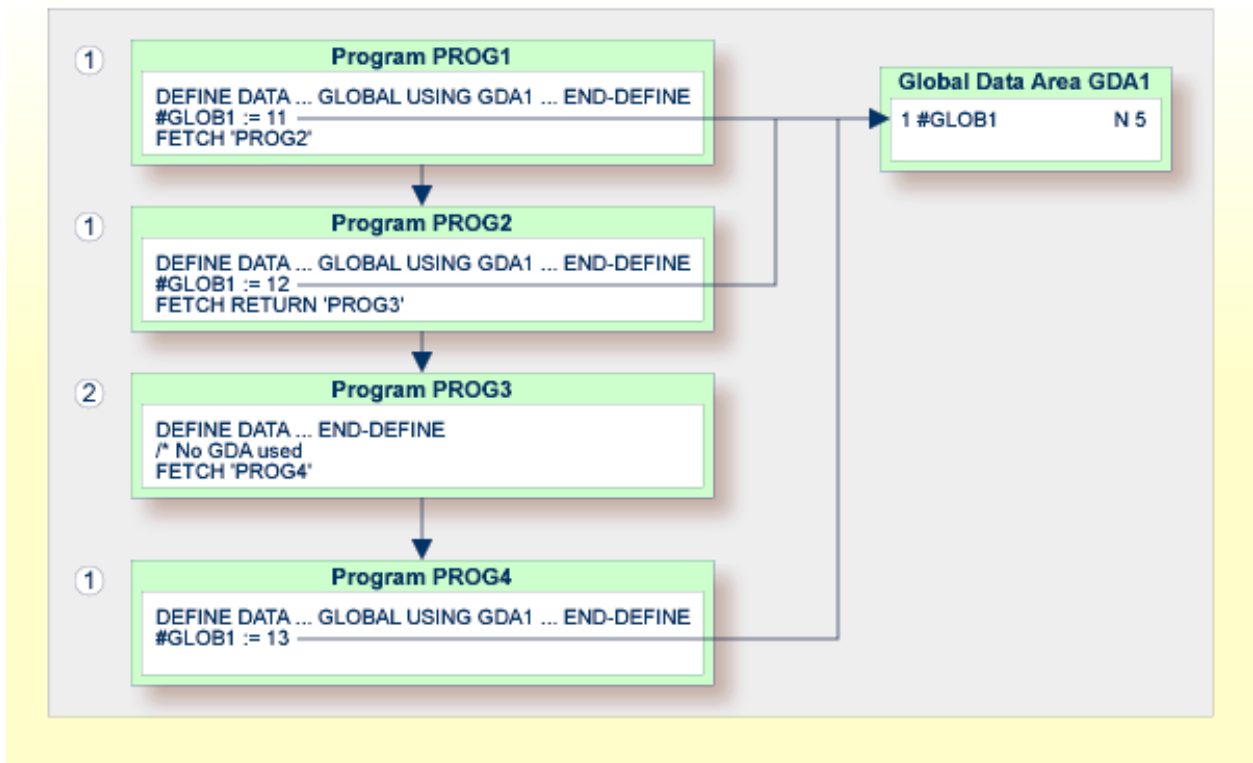 ①
Program PROG1
DEFINE DATA ... GLOBAL USING GDA1 ... END-DEFINE
#GLOB1 := 11
FETCH 'PROG2'
Global Data Area GDA1
1 #GLOB1 N 5
①
Program PROG2
DEFINE DATA ... GLOBAL USING GDA1 ... END-DEFINE
#GLOB1 := 12
FETCH RETURN 'PROG3'
②
Program PROG3
DEFINE DATA ... END-DEFINE
/* No GDA used
FETCH 'PROG4'
①
Program PROG4
DEFINE DATA ... GLOBAL USING GDA1 ... END-DEFINE
#GLOB1 := 13